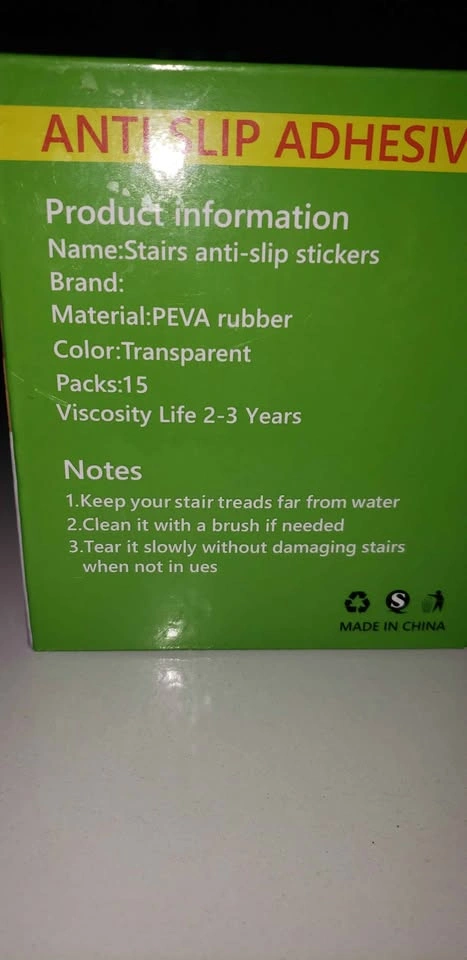 ANTI SLIP ADHESIV
Product information
Name:Stairs anti-slip stickers
Brand:
Material:PEVA rubber
Color:Transparent
Packs:15
Viscosity Life 2-3 Years
Notes
1.Keep your stair treads far from water
2.Clean it with a brush if needed
3.Tear it slowly without damaging stairs
when not in ues
S
MADE IN CHINA